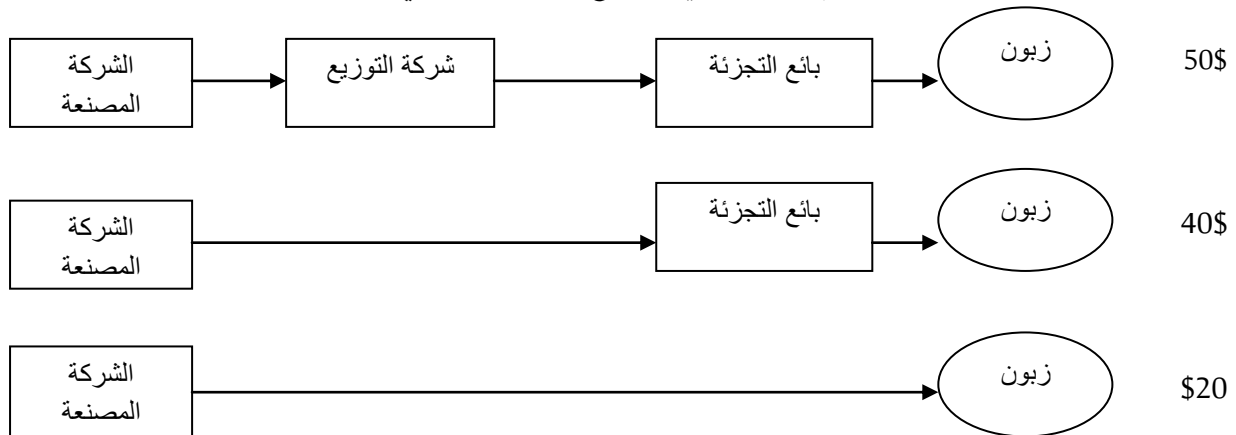 زبون
50$
بائع التجزئة
شركة التوزيع
الشركة
المصنعة
زبون
40$
بائع التجزئة
الشركة
المصنعة
زبون
$20
الشركة
المصنعة